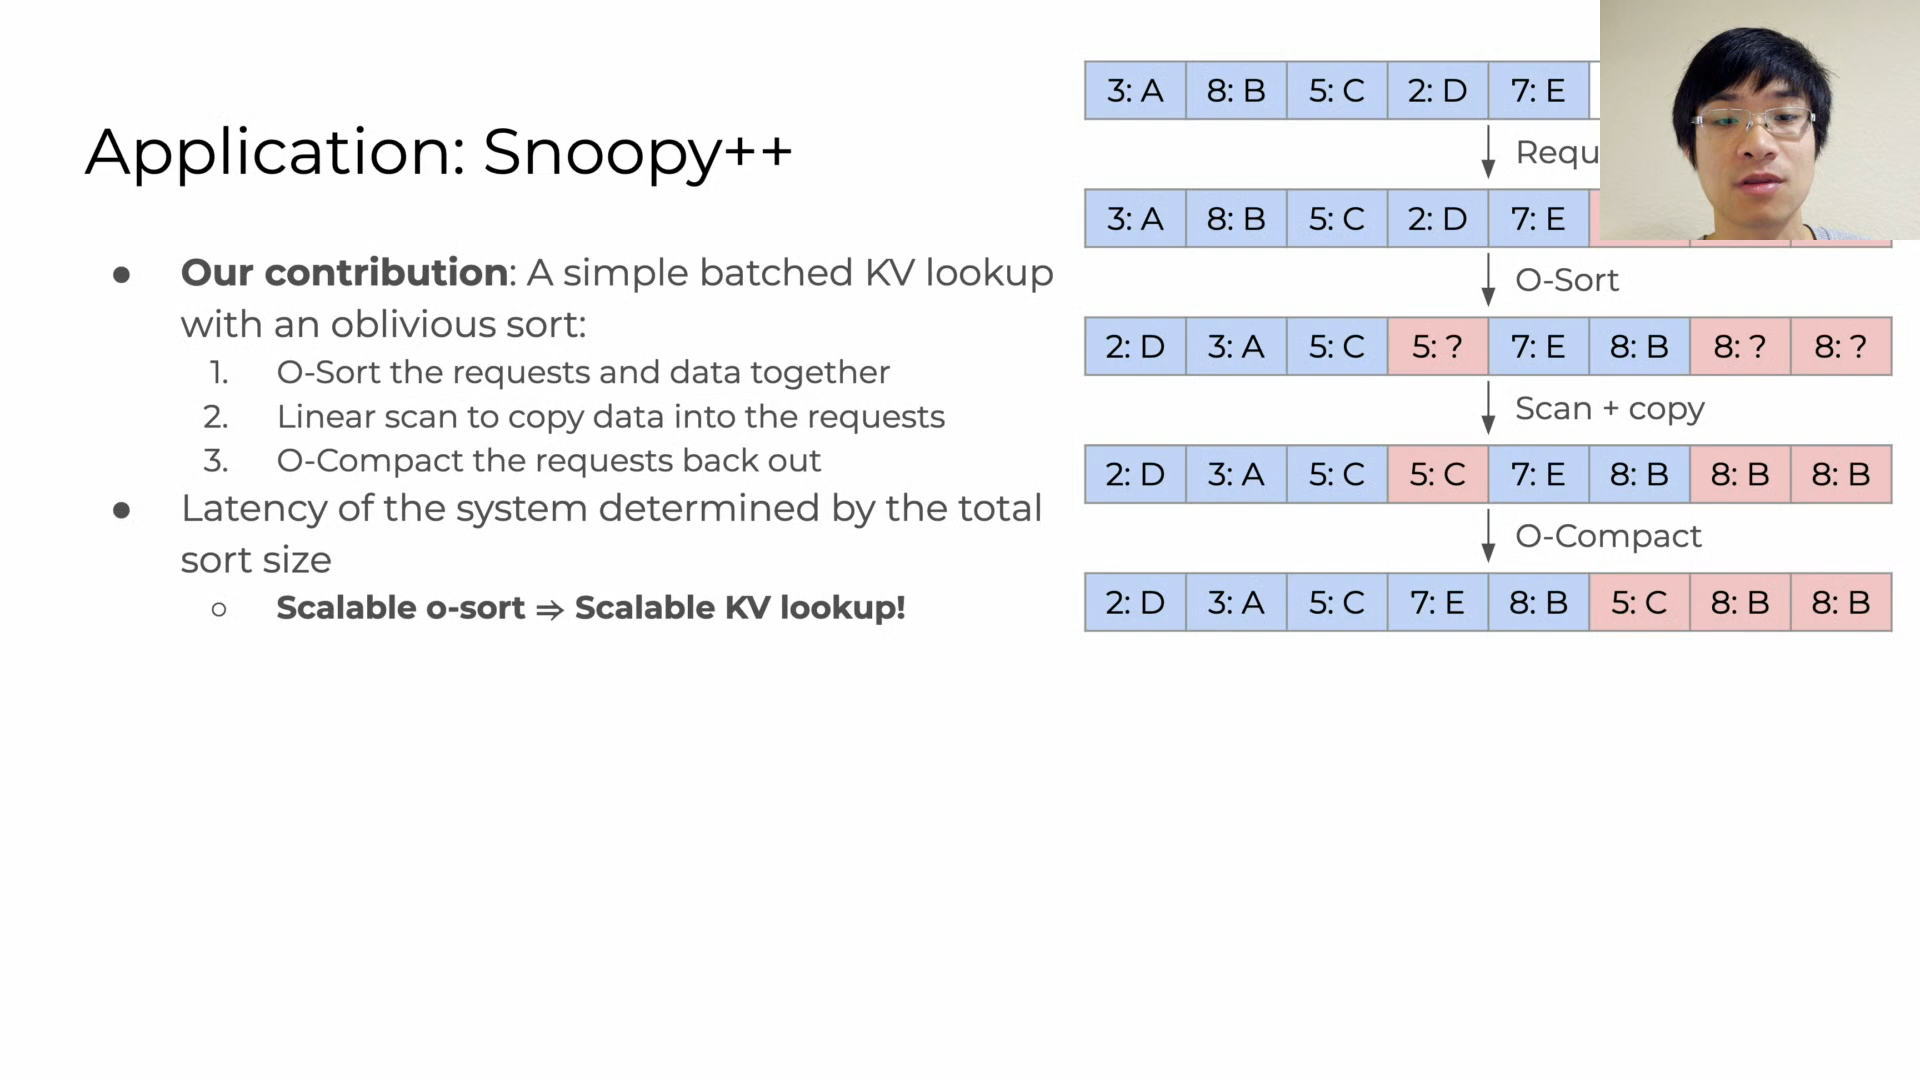 Application: Snoopy++
● Our contribution: A simple batched KV lookup
with an oblivious sort:
1. O-Sort the requests and data together
2. Linear scan to copy data into the requests
3. O-Compact the requests back out
● Latency of the system determined by the total
sort size
○ Scalable o-sort ⇒ Scalable KV lookup!
3: A 8: B 5: C 2: D 7: E
3: A 8: B 5: C 2: D 7: E
O-Sort
2: D 3: A 5: C 5: ? 7: E 8: B 8: ? 8: ?
Scan + copy
2: D 3: A 5: C 5: C 7: E 8: B 8: B 8: B
O-Compact
2: D 3: A 5: C 7: E 8: B 5: C 8: B 8: B